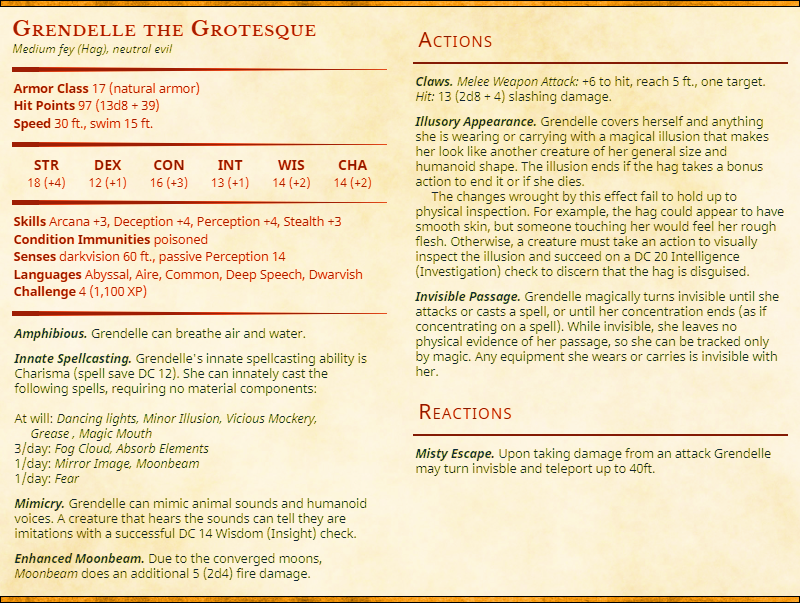 Grendelle the Grotesque
Medium fey (Hag), neutral evil
Armor Class 17 (natural armor)
Hit Points 97 (13d8 + 39)
Speed 30 ft., swim 15 ft.
STR DEX CON INT WIS CHA
18 (+4) 12 (+1) 16 (+3) 13 (+1) 14 (+2) 14 (+2)
Skills Arcana +3, Deception +4, Perception +4, Stealth +3
Condition Immunities poisoned
Senses darkvision 60 ft., passive Perception 14
Languages Abyssal, Aire, Common, Deep Speech, Dwarvish
Challenge 4 (1,100 XP)
Amphibious. Grendelle can breathe air and water.
Innate Spellcasting. Grendelle's innate spellcasting ability is
Charisma (spell save DC 12). She can innately cast the
following spells, requiring no material components:
At will: Dancing lights, Minor Illusion, Vicious Mockery,
Grease , Magic Mouth
3/day: Fog Cloud, Absorb Elements
1/day: Mirror Image, Moonbeam
1/day: Fear
Mimicry. Grendelle can mimic animal sounds and humanoid
voices. A creature that hears the sounds can tell they are
imitations with a successful DC 14 Wisdom (Insight) check.
Enhanced Moonbeam. Due to the converged moons,
Moonbeam does an additional 5 (2d4) fire damage.
Actions
Claws. Melee Weapon Attack: +6 to hit, reach 5 ft., one target.
Hit: 13 (2d8 + 4) slashing damage.
Illusory Appearance. Grendelle covers herself and anything
she is wearing or carrying with a magical illusion that makes
her look like another creature of her general size and
humanoid shape. The illusion ends if the hag takes a bonus
action to end it or if she dies.
The changes wrought by this effect fail to hold up to
physical inspection. For example, the hag could appear to have
smooth skin, but someone touching her would feel her rough
flesh. Otherwise, a creature must take an action to visually
inspect the illusion and succeed on a DC 20 Intelligence
(Investigation) check to discern that the hag is disguised.
Invisible Passage. Grendelle magically turns invisible until she
attacks or casts a spell, or until her concentration ends (as if
concentrating on a spell). While invisible, she leaves no
physical evidence of her passage, so she can be tracked only
by magic. Any equipment she wears or carries is invisible with
her.
Reactions
Misty Escape. Upon taking damage from an attack Grendelle
may turn invisble and teleport up to 40ft.